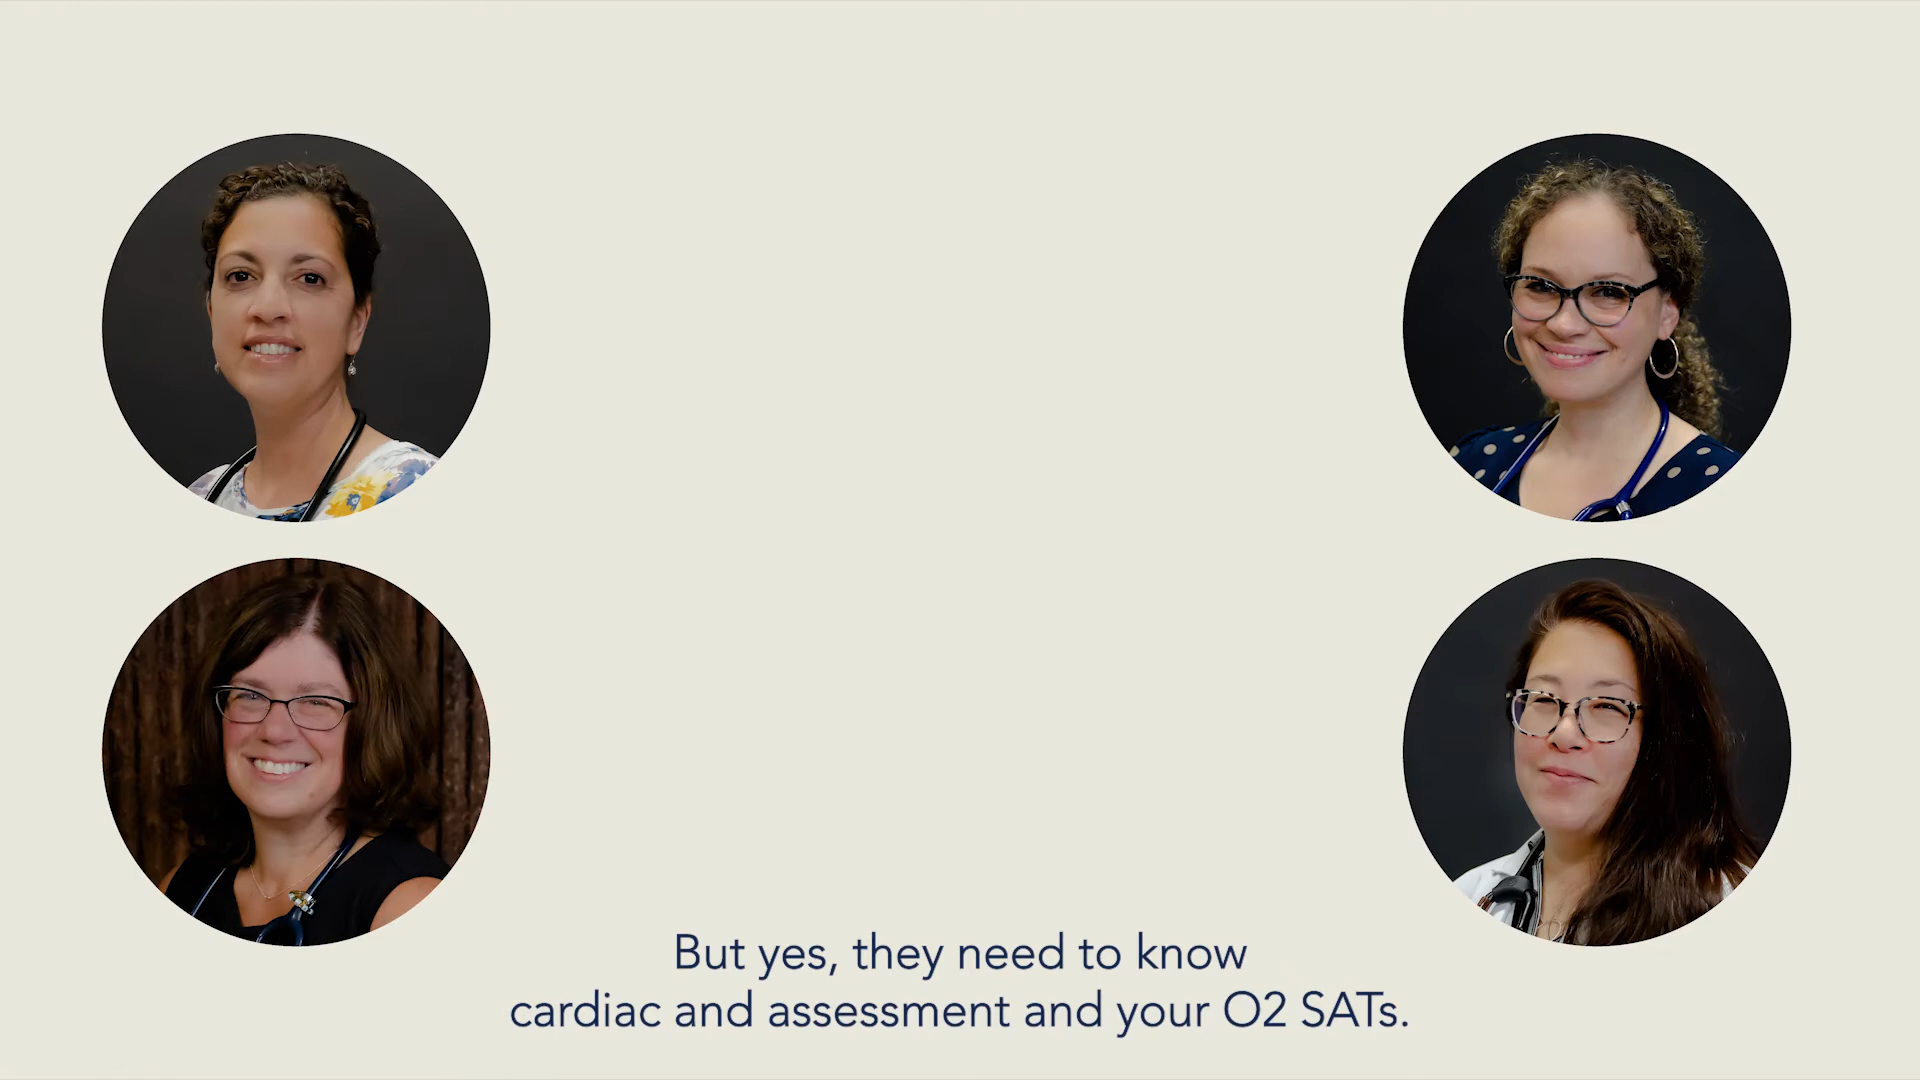 But yes, they need to know
cardiac and assessment and your O2 SATs.